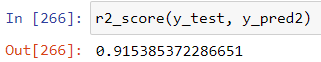 In [266]: r2_score(y_test, y_pred2)
Out[266]: 0.915385372286651